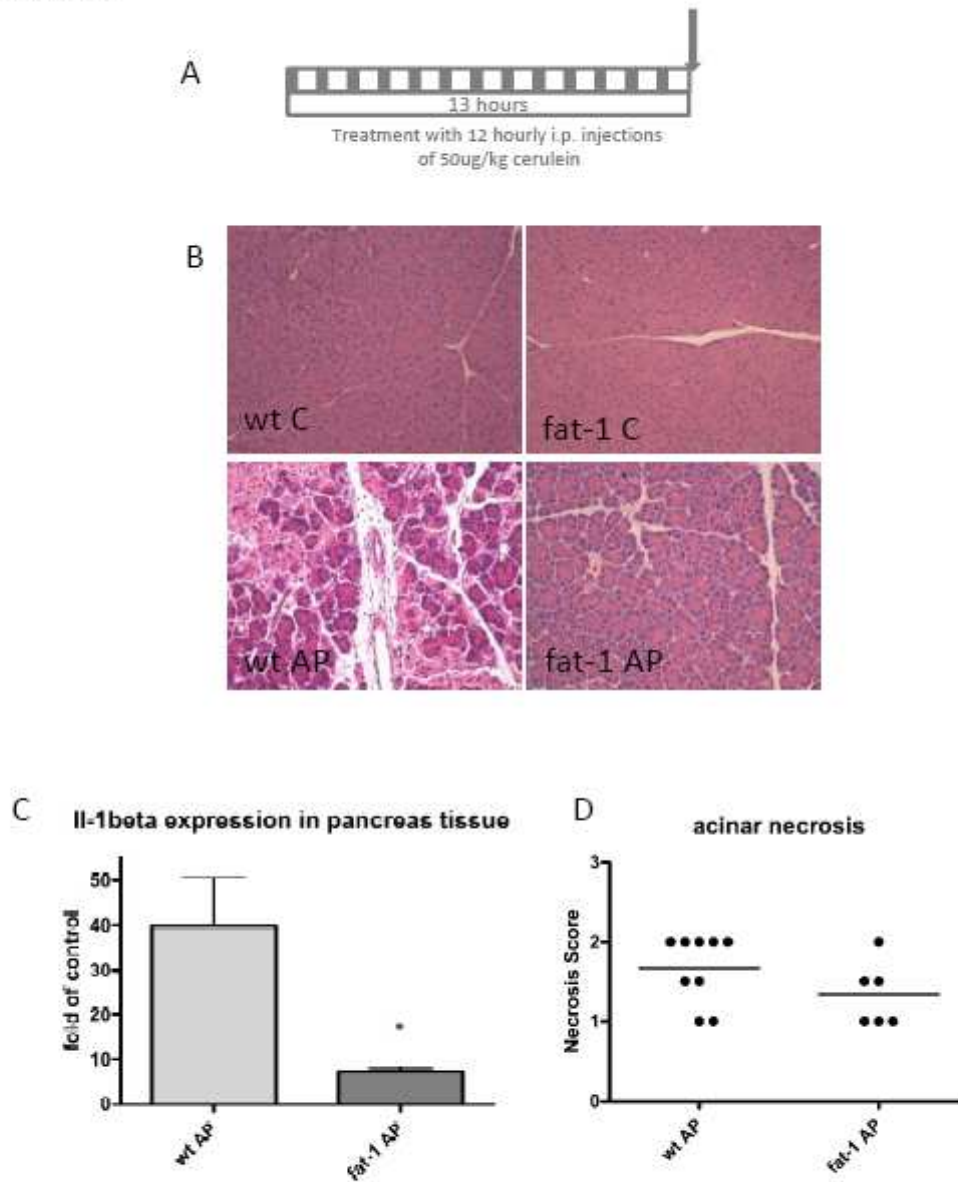 A
13 hours
Treatment with 12 hourly i.p. injections
of 50ug/kg cerulein
B
wt C
fat-1 C
wt AP
fat-1 AP
C
Il-1beta expression in pancreas tissue
fold of control
50
40
30
20
10
0
*
wt AP
fat-1 AP
D
acinar necrosis
Necrosis Score
3
2
1
0
wt AP
fat-1 AP